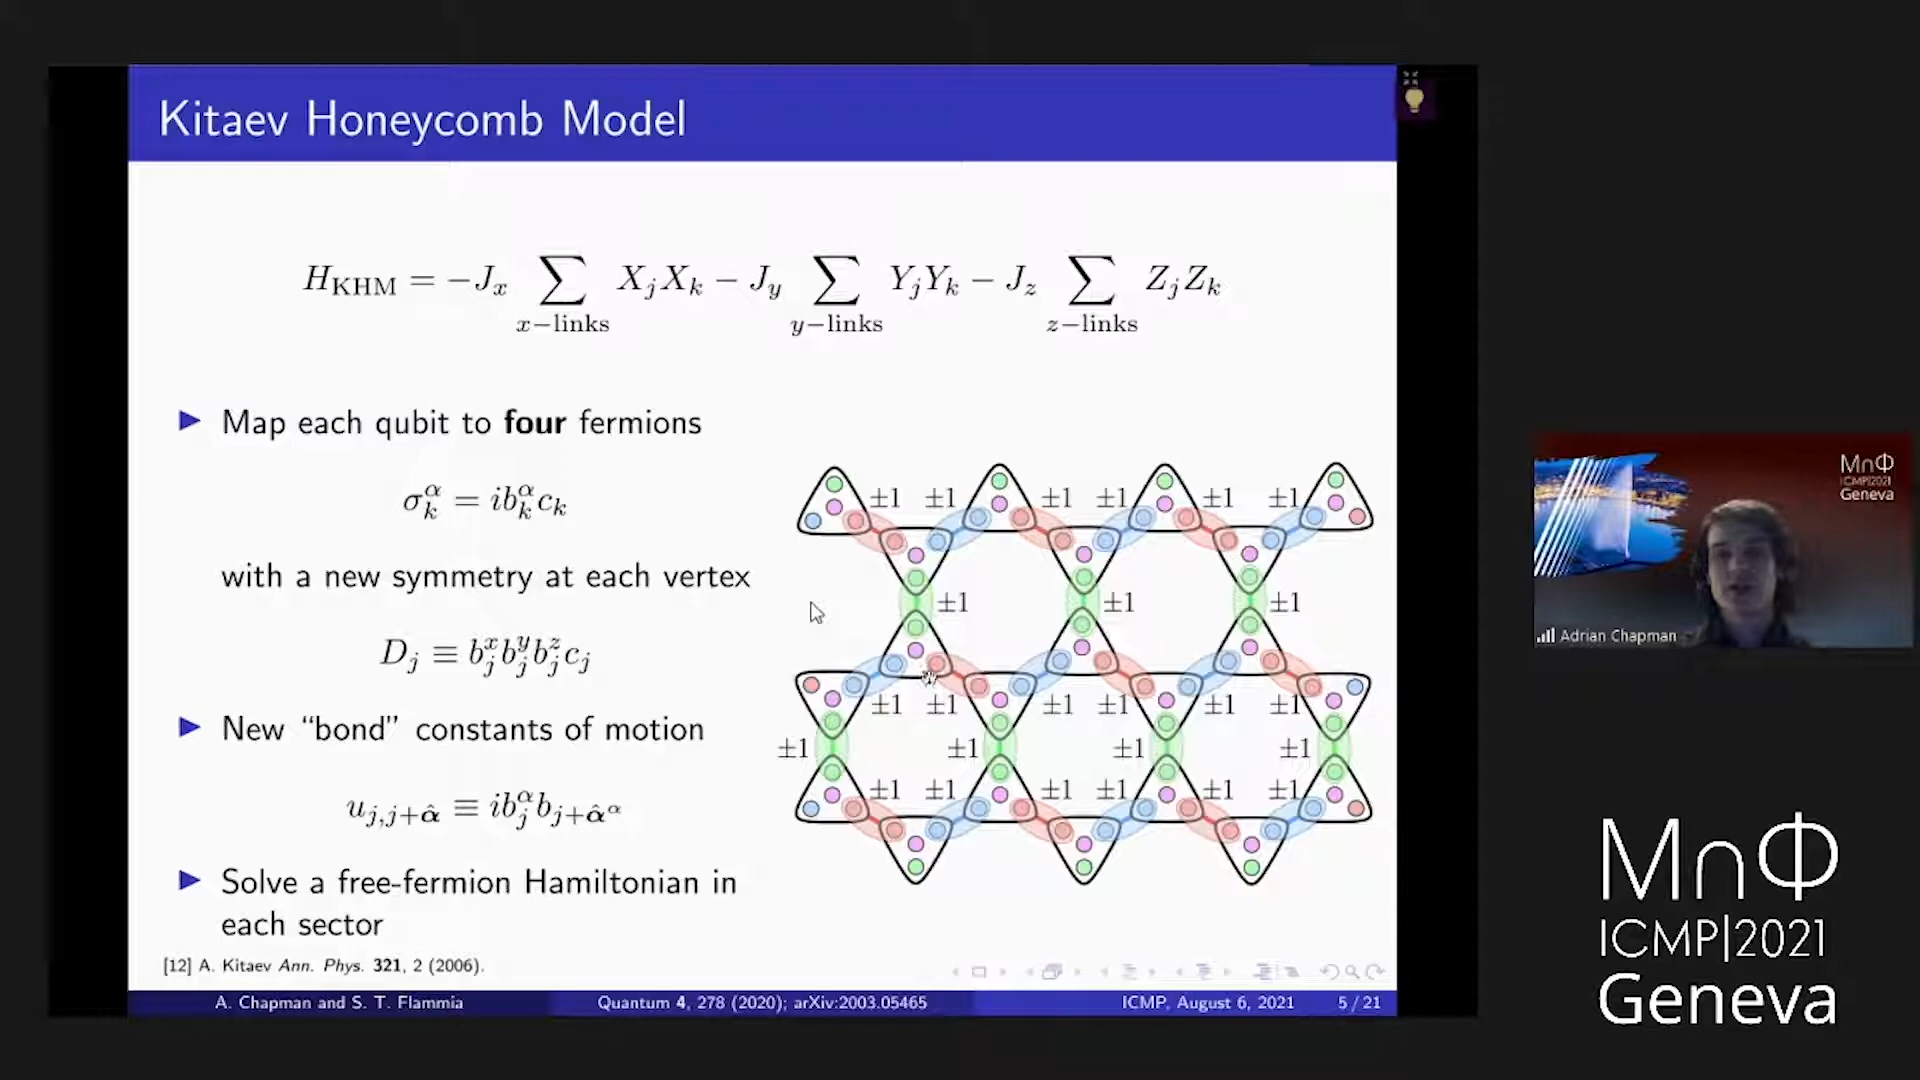 Kitaev Honeycomb Model
H_KHM = −J_x ∑_{x−links} X_j X_k − J_y ∑_{y−links} Y_j Y_k − J_z ∑_{z−links} Z_j Z_k
Map each qubit to four fermions
σ_k^α = i b_k^α c_k
with a new symmetry at each vertex
D_j ≡ b_j^x b_j^y b_j^z c_j
New “bond” constants of motion
u_{j,j+α̂} ≡ i b_j^α b_{j+α̂^α}
Solve a free-fermion Hamiltonian in
each sector
[12] A. Kitaev Ann. Phys. 321, 2 (2006).
±1 ±1 ±1 ±1 ±1 ±1
±1 ±1 ±1
±1 ±1 ±1 ±1 ±1 ±1
±1 ±1 ±1 ±1
±1 ±1 ±1 ±1 ±1 ±1
A. Chapman and S. T. Flammia Quantum 4, 278 (2020); arXiv:2003.05465 ICMP, August 6, 2021 5 / 21
MnΦ
ICMP|2021
Geneva
Adrian Chapman
MnΦ
ICMP|2021
Geneva